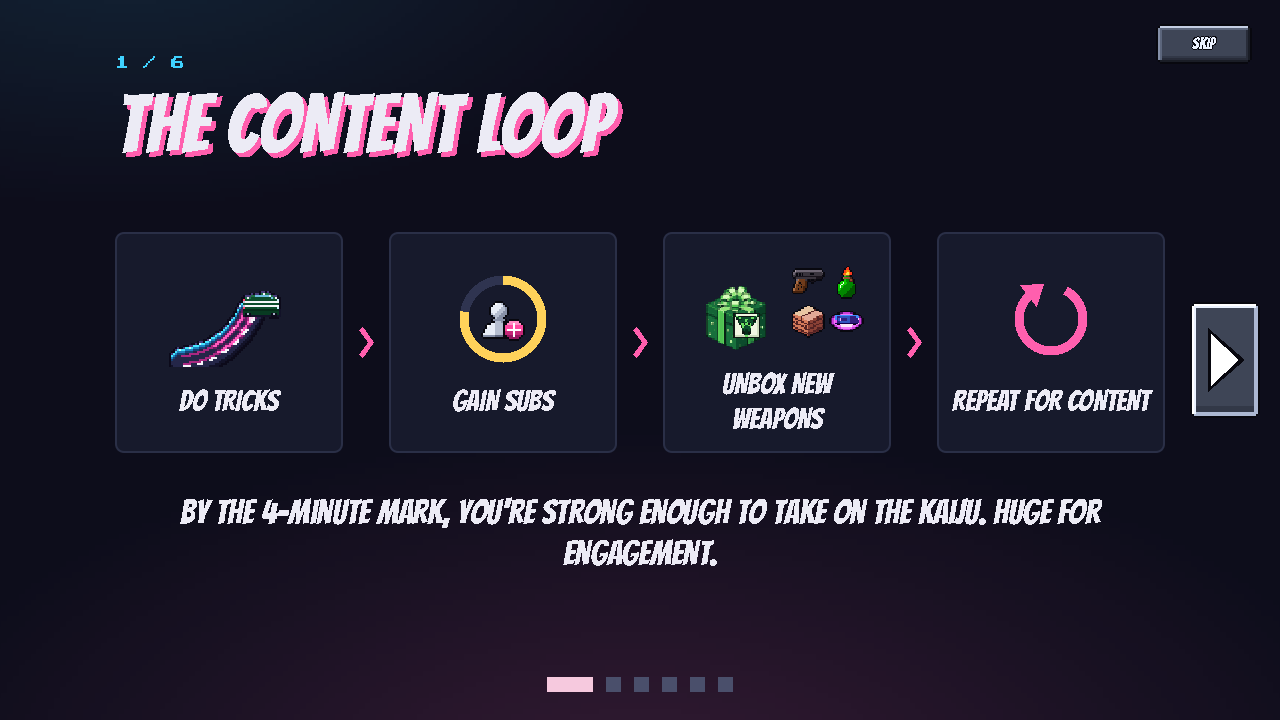 1 / 6
SKIP
THE CONTENT LOOP
DO TRICKS
GAIN SUBS
UNBOX NEW
WEAPONS
REPEAT FOR CONTENT
BY THE 4-MINUTE MARK, YOU'RE STRONG ENOUGH TO TAKE ON THE KAIJU. HUGE FOR
ENGAGEMENT.